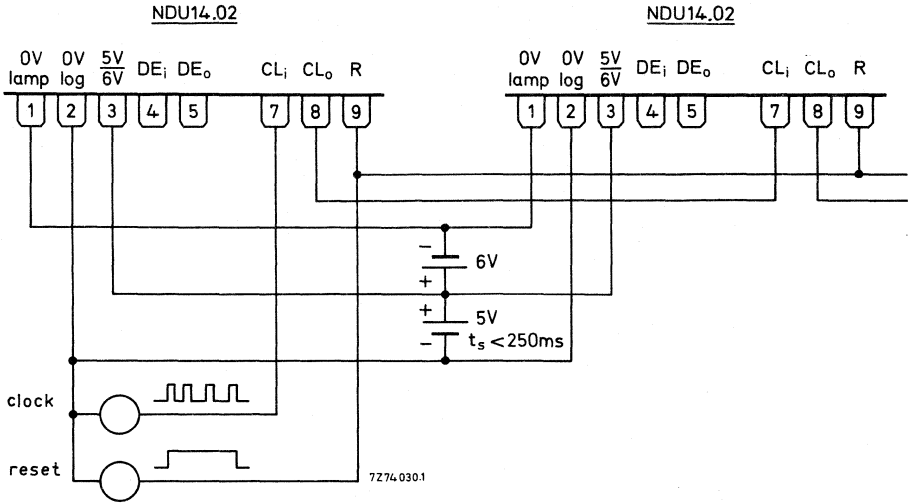 NDU14.02 NDU14.02
0V 0V 5V DEi DEo CLi CLo R 0V 0V 5V DEi DEo CLi CLo R
lamp log 6V lamp log 6V
1 2 3 4 5 7 8 9 1 2 3 4 5 7 8 9
−
6V
+
+
5V
− ts < 250ms
clock
reset
7Z74030.1